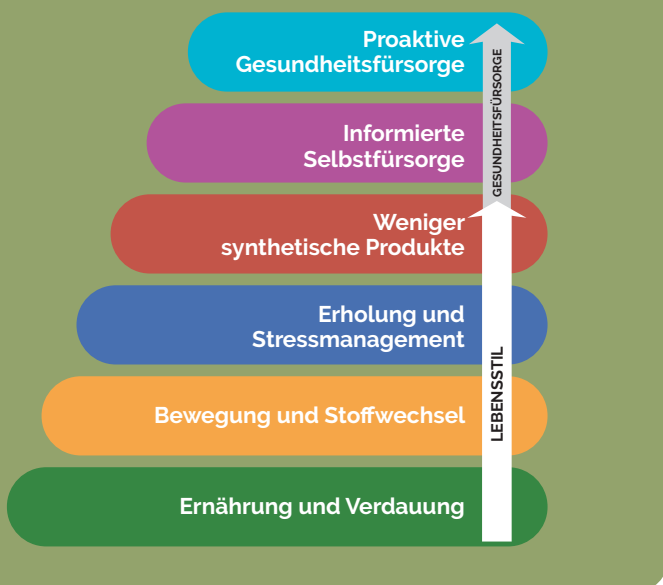 Proaktive
Gesundheitsfürsorge
Informierte
Selbstfürsorge
Weniger
synthetische Produkte
Erholung und
Stressmanagement
Bewegung und Stoffwechsel
Ernährung und Verdauung
GESUNDHEITSFÜRSORGE
LEBENSSTIL